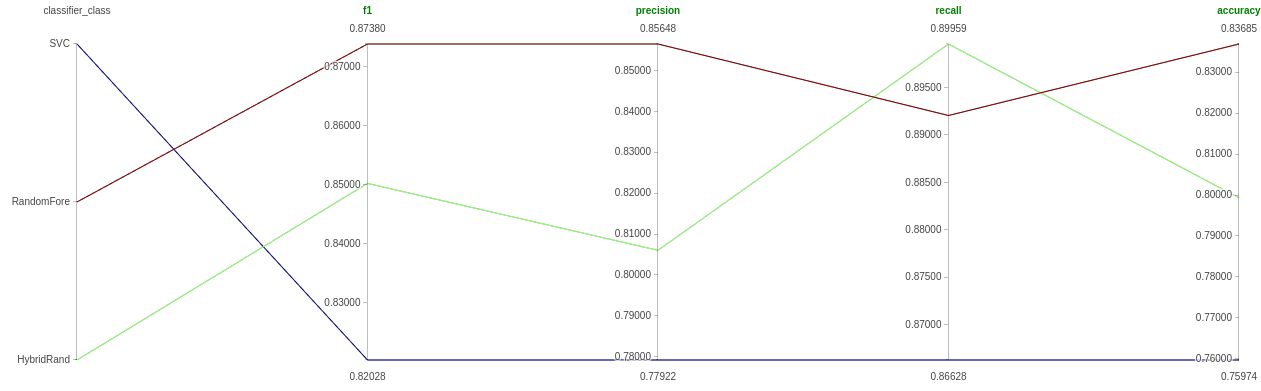 classifier_class f1 precision recall accuracy
0.87380 0.85648 0.89959 0.83685
SVC
0.87000 0.85000 0.83000
0.89500
0.84000 0.82000
0.86000
0.89000
0.83000 0.81000
0.85000 0.88500
0.82000 0.80000
RandomFore
0.88000
0.81000 0.79000
0.84000
0.80000 0.87500 0.78000
0.83000
0.79000 0.77000
0.87000
0.78000 0.76000
HybridRand
0.82028 0.77922 0.86628 0.75974